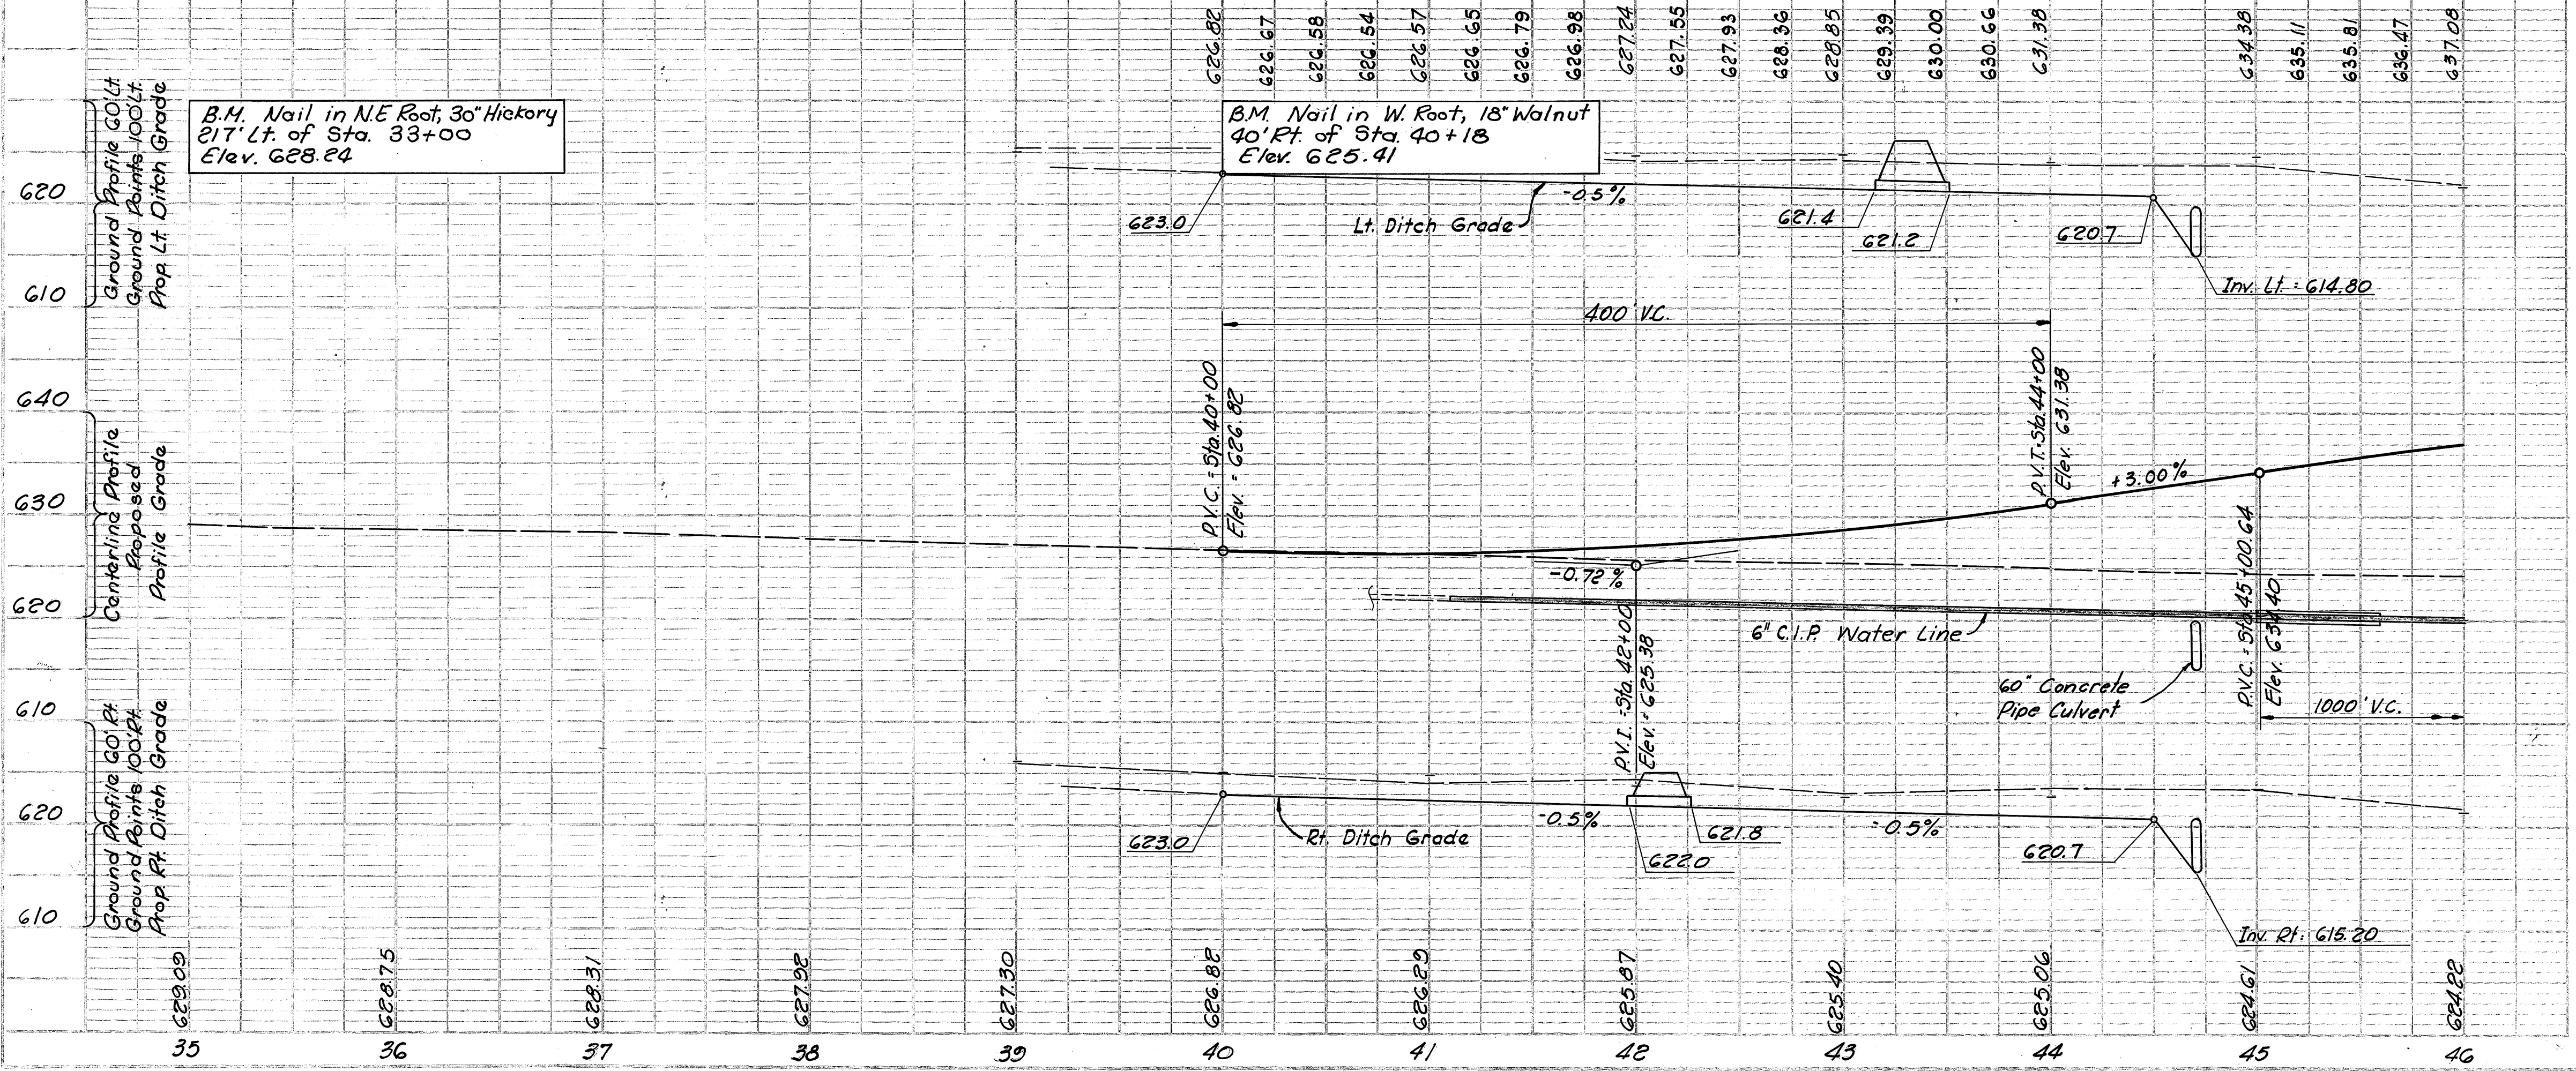 626.82
626.67
626.58
626.54
626.57
626.65
626.79
626.98
627.24
627.55
627.93
628.36
628.85
629.39
630.00
630.66
631.38
634.38
635.11
635.81
636.47
637.08
Ground Profile 60' Lt.
Ground Points 100' Lt.
Prop. Lt. Ditch Grade
620
610
B.M. Nail in N.E Root, 30" Hickory
217' Lt. of Sta. 33+00
Elev. 628.24
B.M. Nail in W. Root, 18" Walnut
40' Rt. of Sta. 40+18
Elev. 625.41
623.0
Lt. Ditch Grade
-0.5%
621.4
621.2
620.7
Inv. Lt. = 614.80
400' V.C.
640
630
620
610
Centerline Profile
Proposed
Profile Grade
P.V.C. = Sta. 40+00
Elev. = 626.82
-0.72%
P.V.I. = Sta. 42+00
Elev. = 625.38
6" C.I.P. Water Line
P.V.T. = Sta. 44+00
Elev. 631.38
+3.00%
P.V.C. = Sta. 45+00.64
Elev. 634.40
60" Concrete
Pipe Culvert
1000' V.C.
Ground Profile 60' Rt.
Ground Points 100' Rt.
Prop. Rt. Ditch Grade
620
610
623.0
Rt. Ditch Grade
-0.5%
621.8
622.0
-0.5%
620.7
Inv. Rt. = 615.20
629.09
628.75
628.31
627.92
627.30
626.82
626.29
625.87
625.40
625.06
624.61
624.22
35
36
37
38
39
40
41
42
43
44
45
46